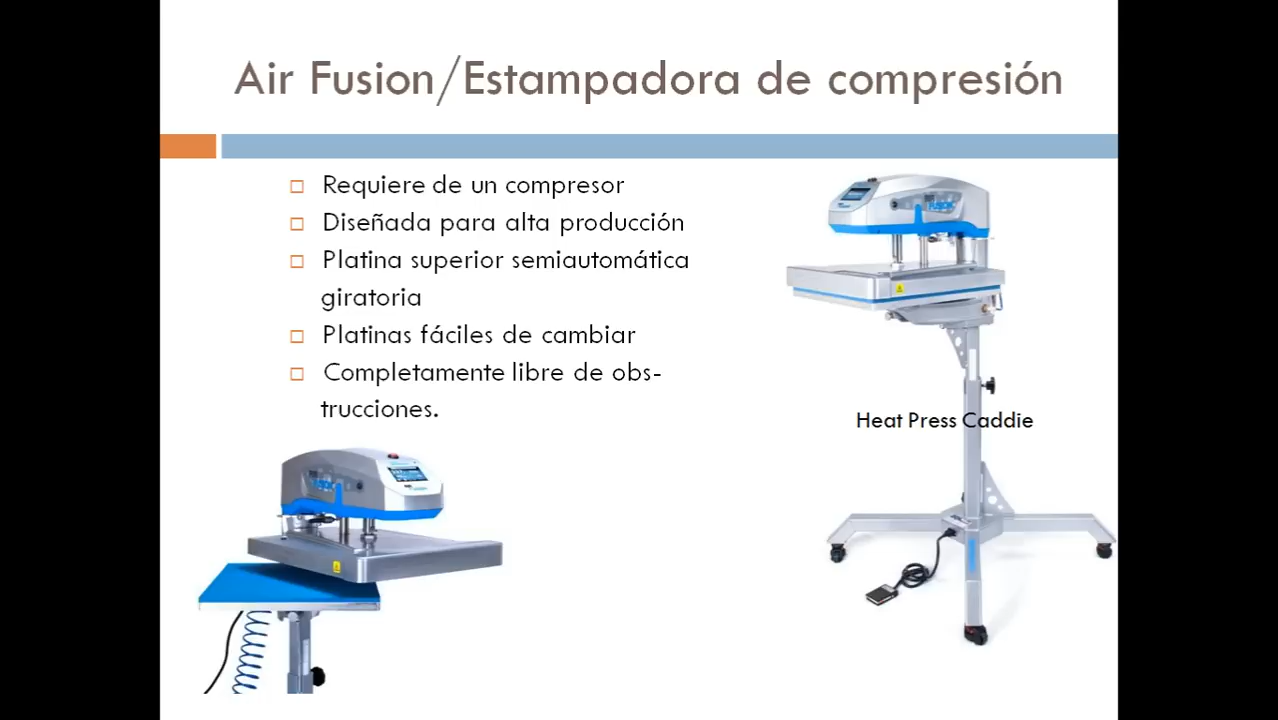 Air Fusion/Estampadora de compresión
Requiere de un compresor
Diseñada para alta producción
Platina superior semiautomática
giratoria
Platinas fáciles de cambiar
Completamente libre de obs-
trucciones.
Heat Press Caddie